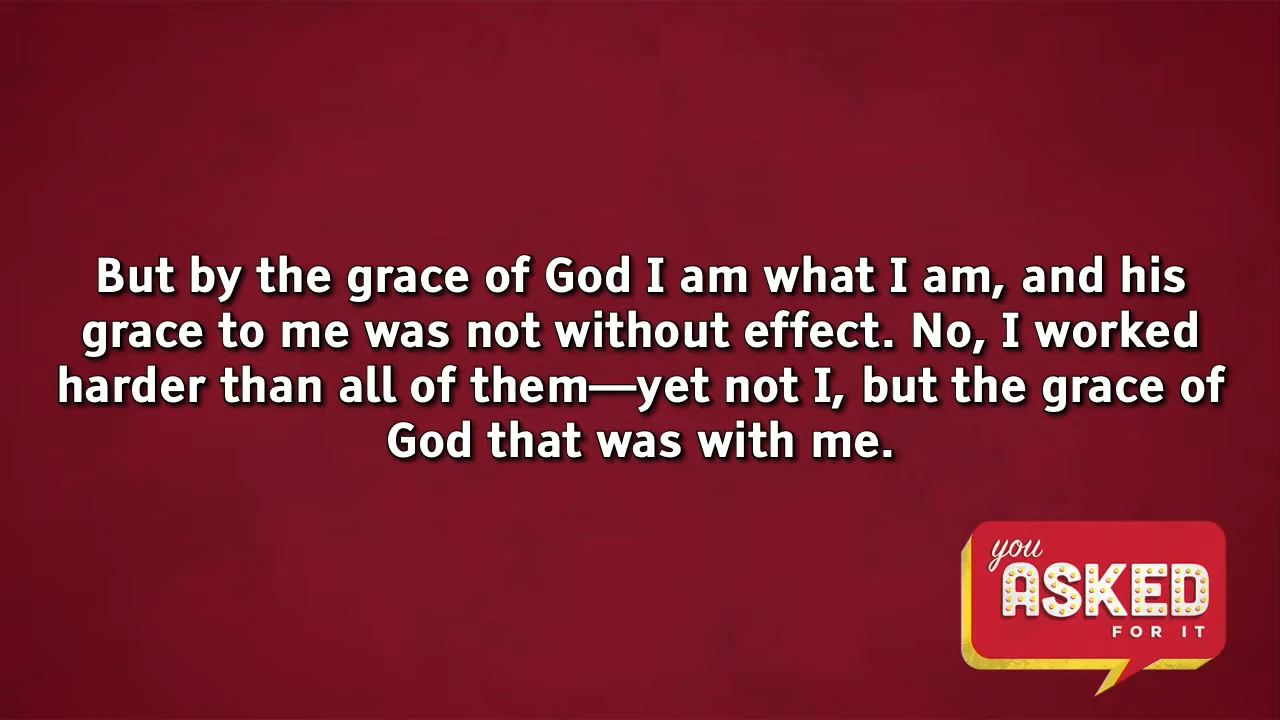 But by the grace of God I am what I am, and his
grace to me was not without effect. No, I worked
harder than all of them—yet not I, but the grace of
God that was with me.
you
ASKED
FOR IT